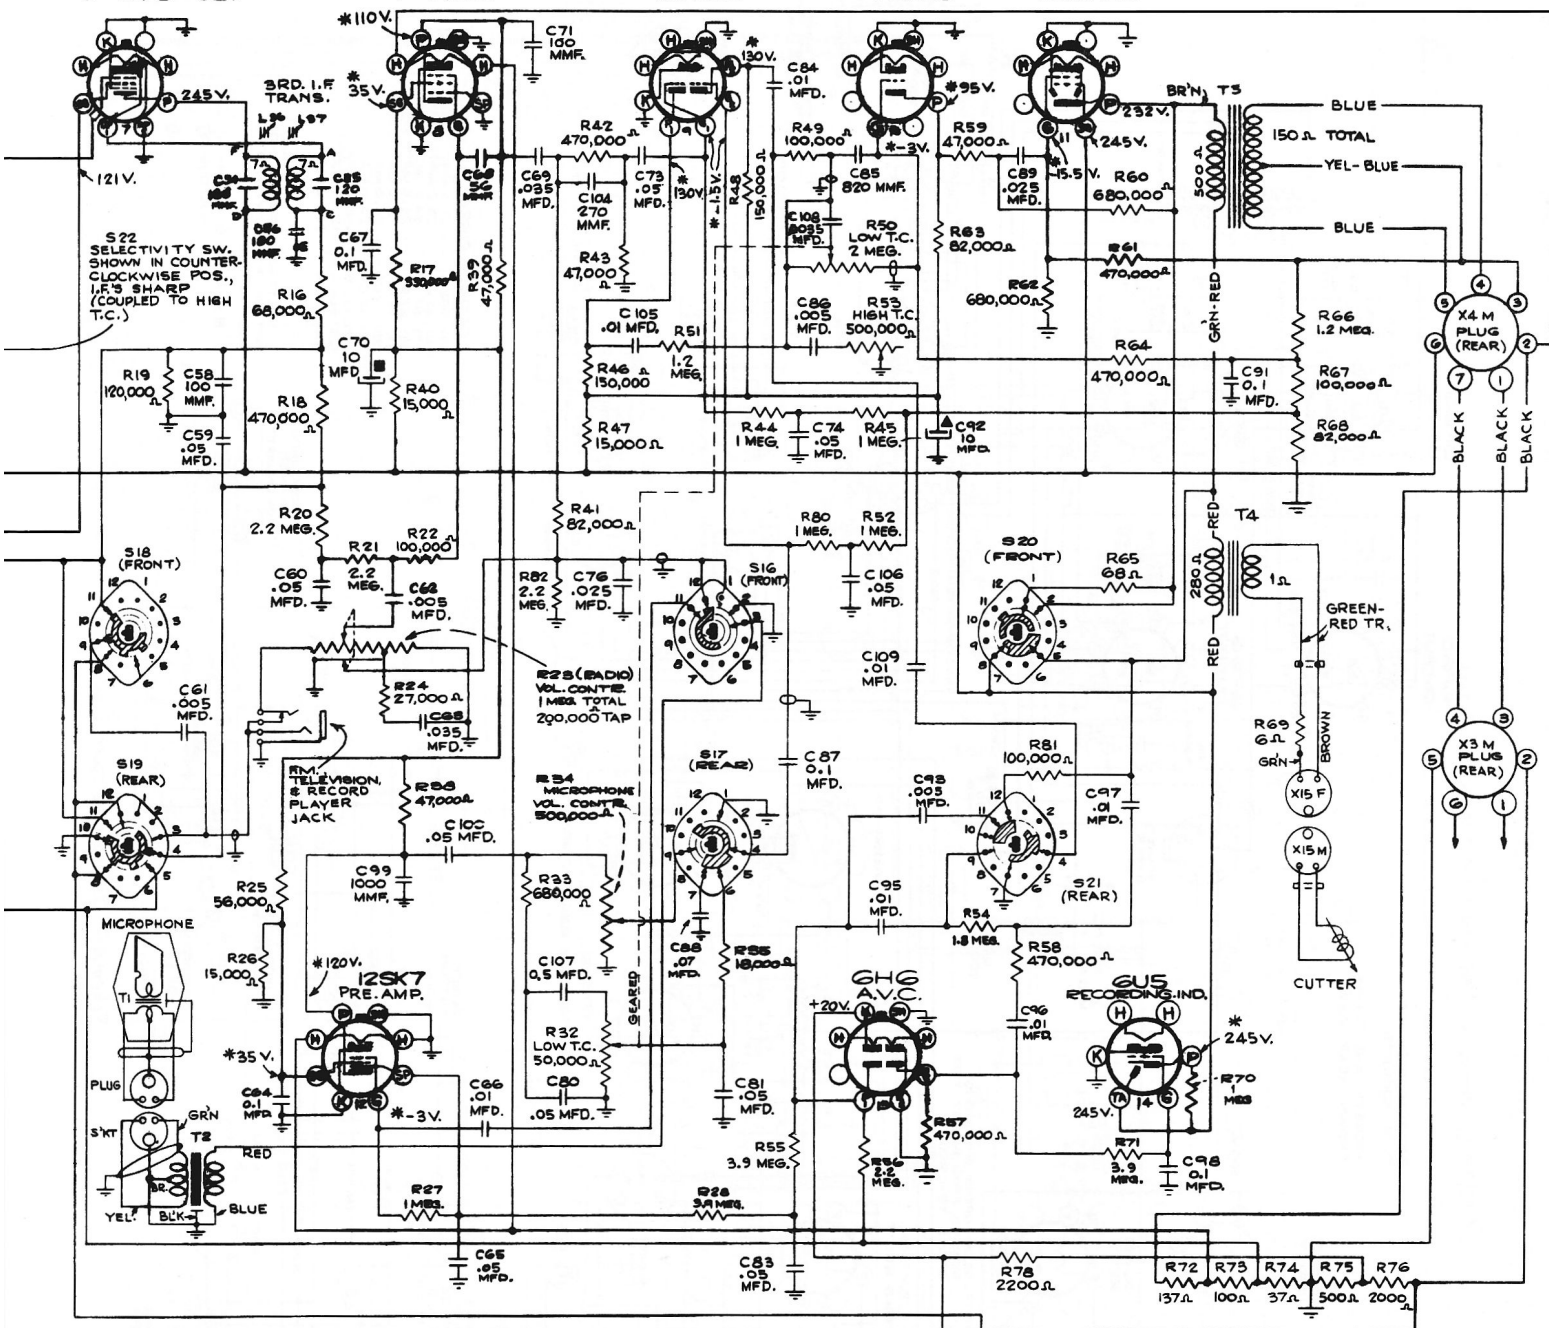 *110V.
C71
100
MMF.
245V.
3RD. I.F.
TRANS.
*
35V.
*
130V.
C84
.01
MFD.
*95V.
BR'N
T5
232V.
BLUE
150Ω TOTAL
YEL-BLUE
BLUE
500Ω
GRN-RED
121V.
7Ω
7Ω
S22
SELECTIVITY SW.
SHOWN IN COUNTER-
CLOCKWISE POS.,
I.F.'S SHARP
(COUPLED TO HIGH
T.C.)
C67
0.1
MFD.
R16
68,000Ω
R17
R39
47,000Ω
C69
.035
MFD.
R42
470,000Ω
C104
270
MMF.
C73
.05
MFD.
R43
47,000Ω
*130V.
R48
150,000Ω
R49
100,000Ω
C85
820 MMF.
*-3V.
R50
LOW T.C.
2 MEG.
C108
.0035
MFD.
R59
47,000Ω
C89
.025
MFD.
*
15.5V.
245V.
R60
680,000Ω
R63
82,000Ω
R61
470,000Ω
R62
680,000Ω
C86
.005
MFD.
R53
HIGH T.C.
500,000Ω
R64
470,000Ω
C91
0.1
MFD.
R66
1.2 MEG.
R67
100,000Ω
R68
82,000Ω
X4M
PLUG
(REAR)
BLACK
BLACK
BLACK
C105
.01 MFD.
R51
1.2
MEG.
R46
150,000
R47
15,000Ω
R44
1 MEG.
C74
.05
MFD.
R45
1 MEG.
C92
10
MFD.
R19
120,000
Ω
C58
100
MMF.
C59
.05
MFD.
R18
470,000Ω
C70
10
MFD
R40
15,000
Ω
R20
2.2 MEG.
R21
2.2
MEG.
R22
100,000Ω
C60
.05
MFD.
C62
.005
MFD.
R41
82,000Ω
R82
2.2
MEG.
C76
.025
MFD.
R80
1 MEG.
R52
1 MEG.
C106
.05
MFD.
S18
(FRONT)
S16
(FRONT)
S20
(FRONT)
R65
68Ω
RED
T4
280Ω
1Ω
RED
GREEN-
RED TR.
R69
6Ω
GR'N
BROWN
X15F
X15M
CUTTER
X3M
PLUG
(REAR)
C61
.005
MFD.
R24
27,000Ω
.035
MFD.
R23 (RADIO)
VOL. CONTR.
1 MEG. TOTAL
200,000 TAP
F.M.,
TELEVISION,
& RECORD
PLAYER
JACK
S19
(REAR)
47,000Ω
C100
.05 MFD.
R34
MICROPHONE
VOL. CONTR.
500,000Ω
S17
(REAR)
C87
0.1
MFD.
C109
.01
MFD.
C93
.005
MFD.
R81
100,000Ω
C97
.01
MFD.
S21
(REAR)
R25
56,000Ω
R26
15,000Ω
C99
1000
MMF.
R33
680,000
Ω
C88
.07
MFD.
C95
.01
MFD.
R54
R58
470,000Ω
MICROPHONE
T1
PLUG
S'KT
GR'N
T2
BR.
YEL.
BL'K
BLUE
RED
*120V.
12SK7
PRE. AMP.
*35V.
0.1
MFD.
*-3V.
C66
.01
MFD.
C107
0.5 MFD.
R32
LOW T.C.
50,000Ω
C80
.05 MFD.
GEARED
C81
.05
MFD.
6H6
A.V.C.
+20V.
C96
.01
MFD.
6U5
RECORDING.IND.
*
245V.
R70
1
MEG
245V.
R71
3.9
MEG.
C98
0.1
MFD.
R55
3.9 MEG.
R56
2.2
MEG.
R57
470,000Ω
R27
1 MEG.
R28
3.9 MEG.
C65
.05
MFD.
C83
.05
MFD.
R78
2200Ω
R72
137Ω
R73
100Ω
R74
37Ω
R75
500Ω
R76
2000
Ω